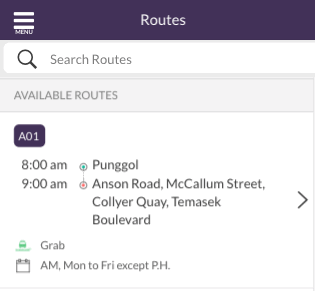 MENU
Routes
Search Routes
AVAILABLE ROUTES
A01
8:00 am Punggol
9:00 am Anson Road, McCallum Street,
Collyer Quay, Temasek
Boulevard
Grab
AM, Mon to Fri except P.H.